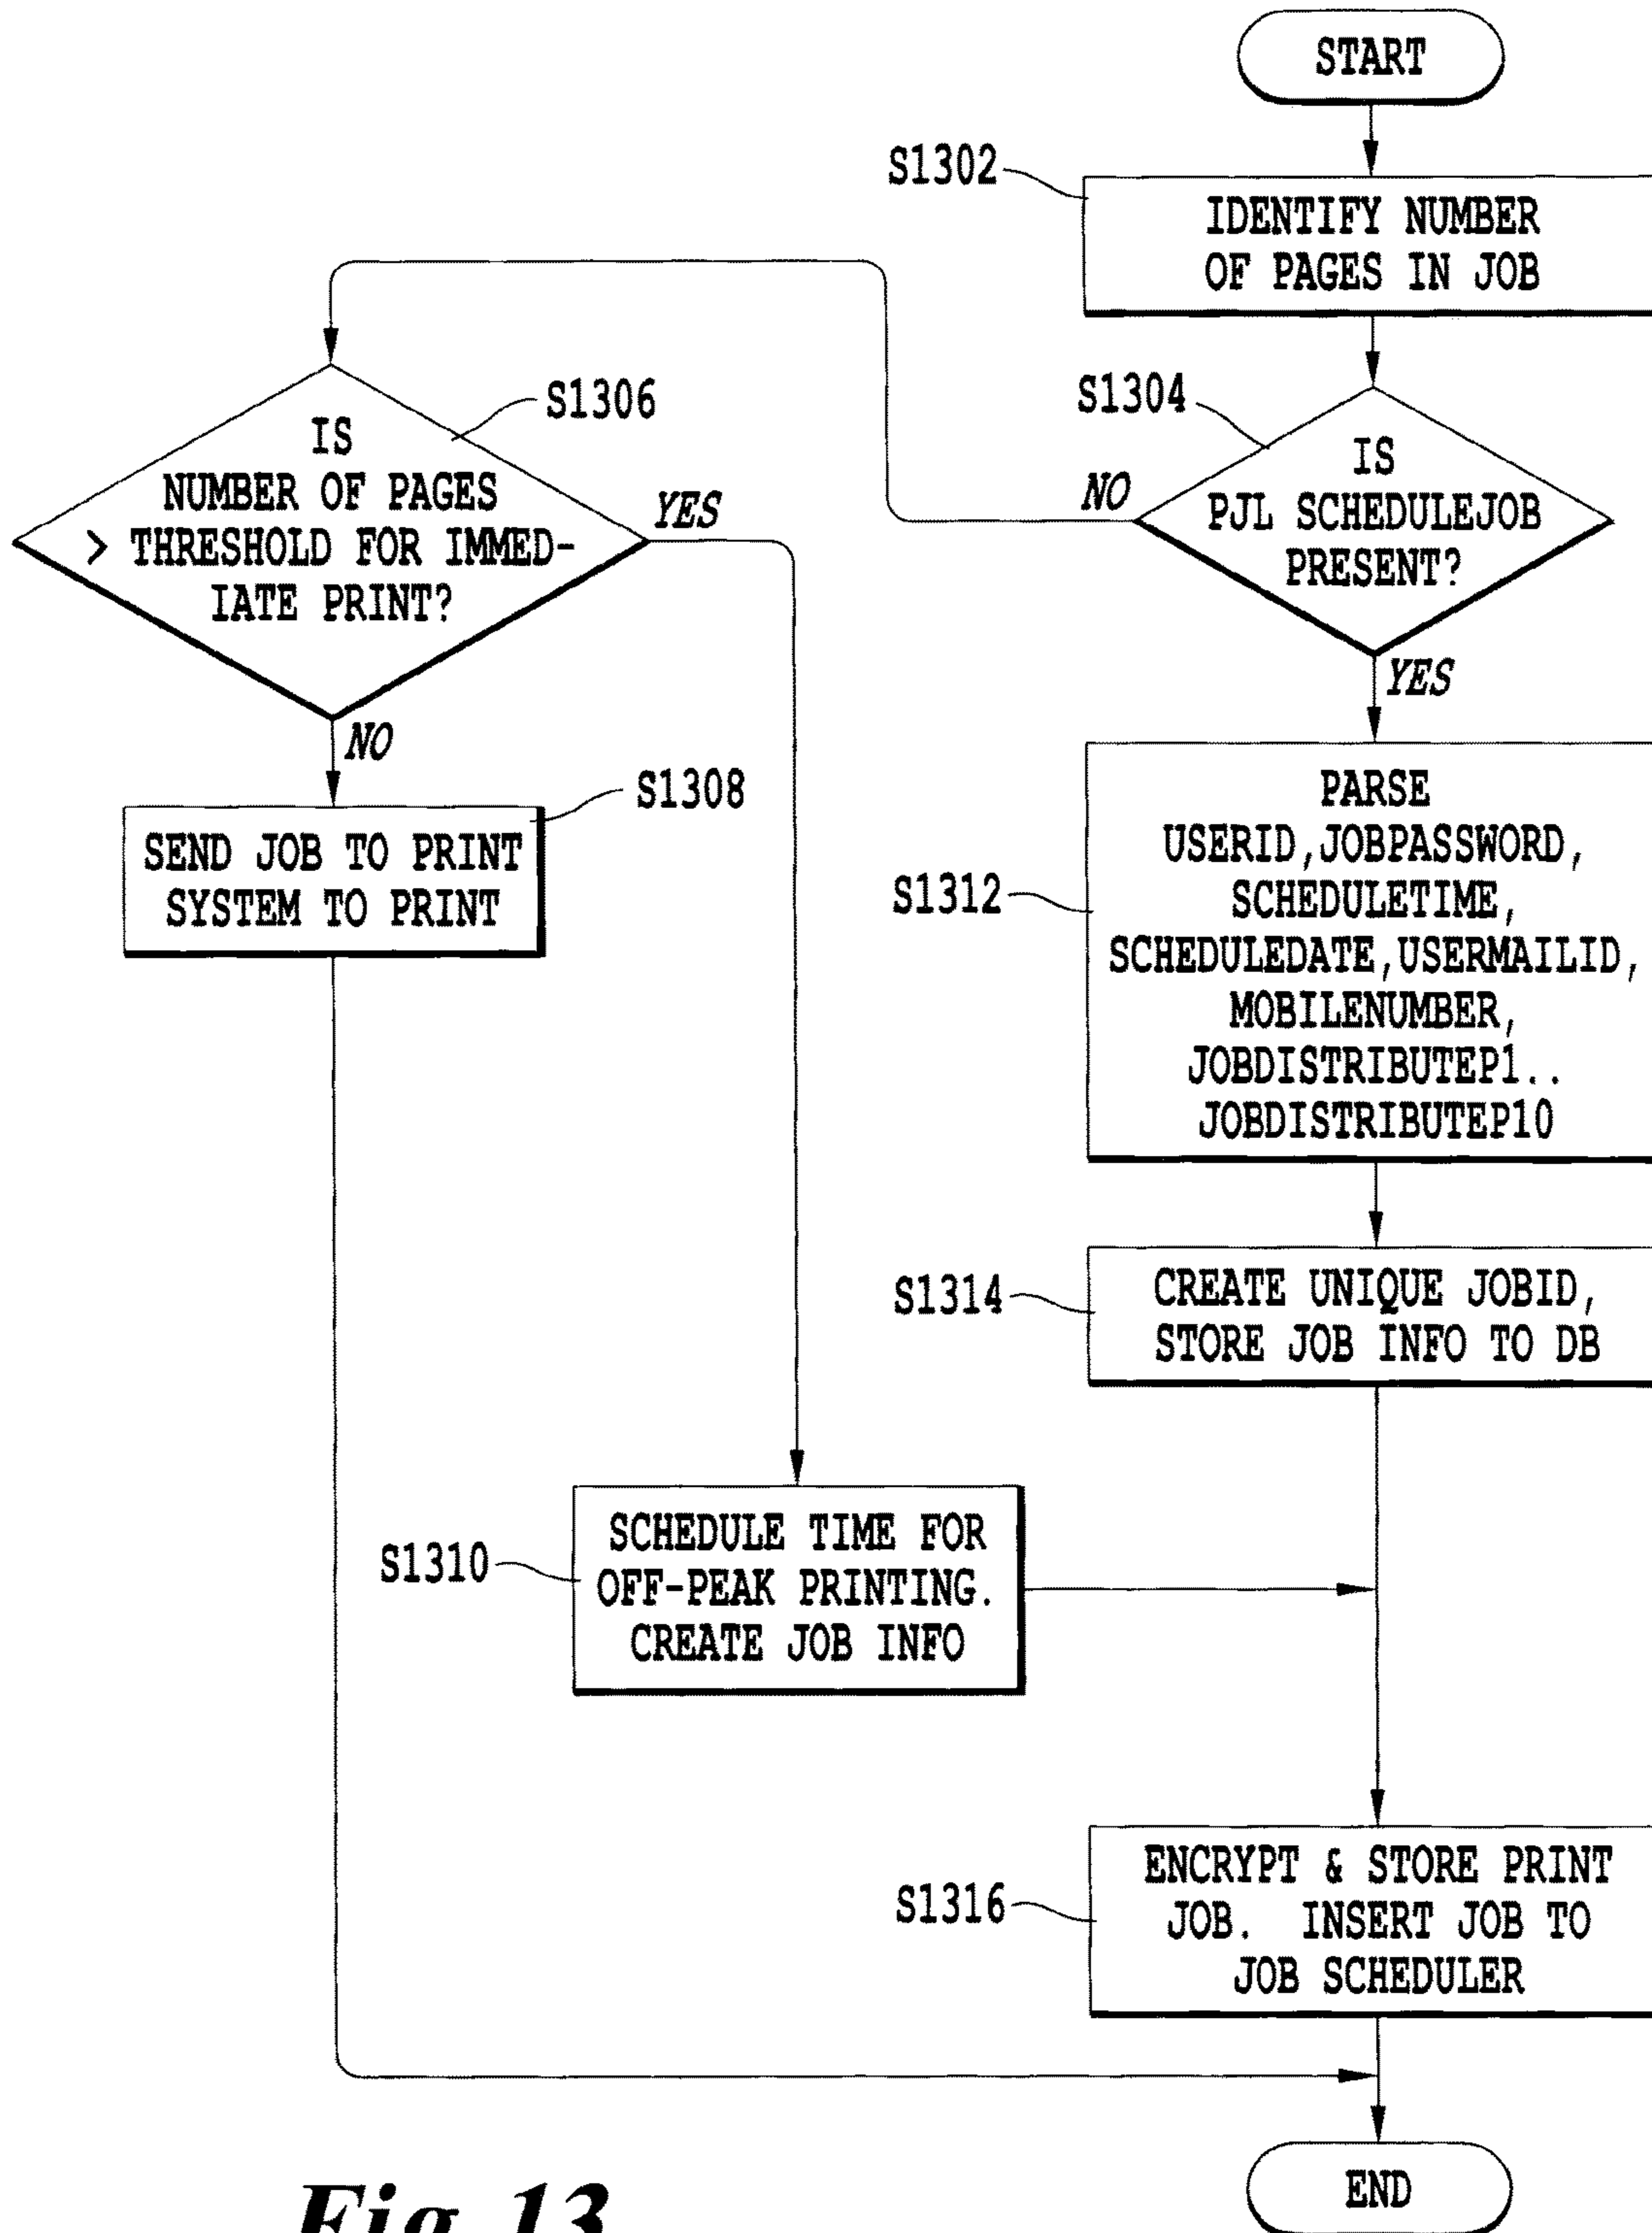 START
S1302
IDENTIFY NUMBER
OF PAGES IN JOB
S1304
IS
PJL SCHEDULEJOB
PRESENT?
NO
YES
S1306
IS
NUMBER OF PAGES
> THRESHOLD FOR IMMED-
IATE PRINT?
YES
NO
S1308
SEND JOB TO PRINT
SYSTEM TO PRINT
S1312
PARSE
USERID,JOBPASSWORD,
SCHEDULETIME,
SCHEDULEDATE,USERMAILID,
MOBILENUMBER,
JOBDISTRIBUTEP1..
JOBDISTRIBUTEP10
S1314
CREATE UNIQUE JOBID,
STORE JOB INFO TO DB
S1310
SCHEDULE TIME FOR
OFF-PEAK PRINTING.
CREATE JOB INFO
S1316
ENCRYPT & STORE PRINT
JOB. INSERT JOB TO
JOB SCHEDULER
END
Fig. 13